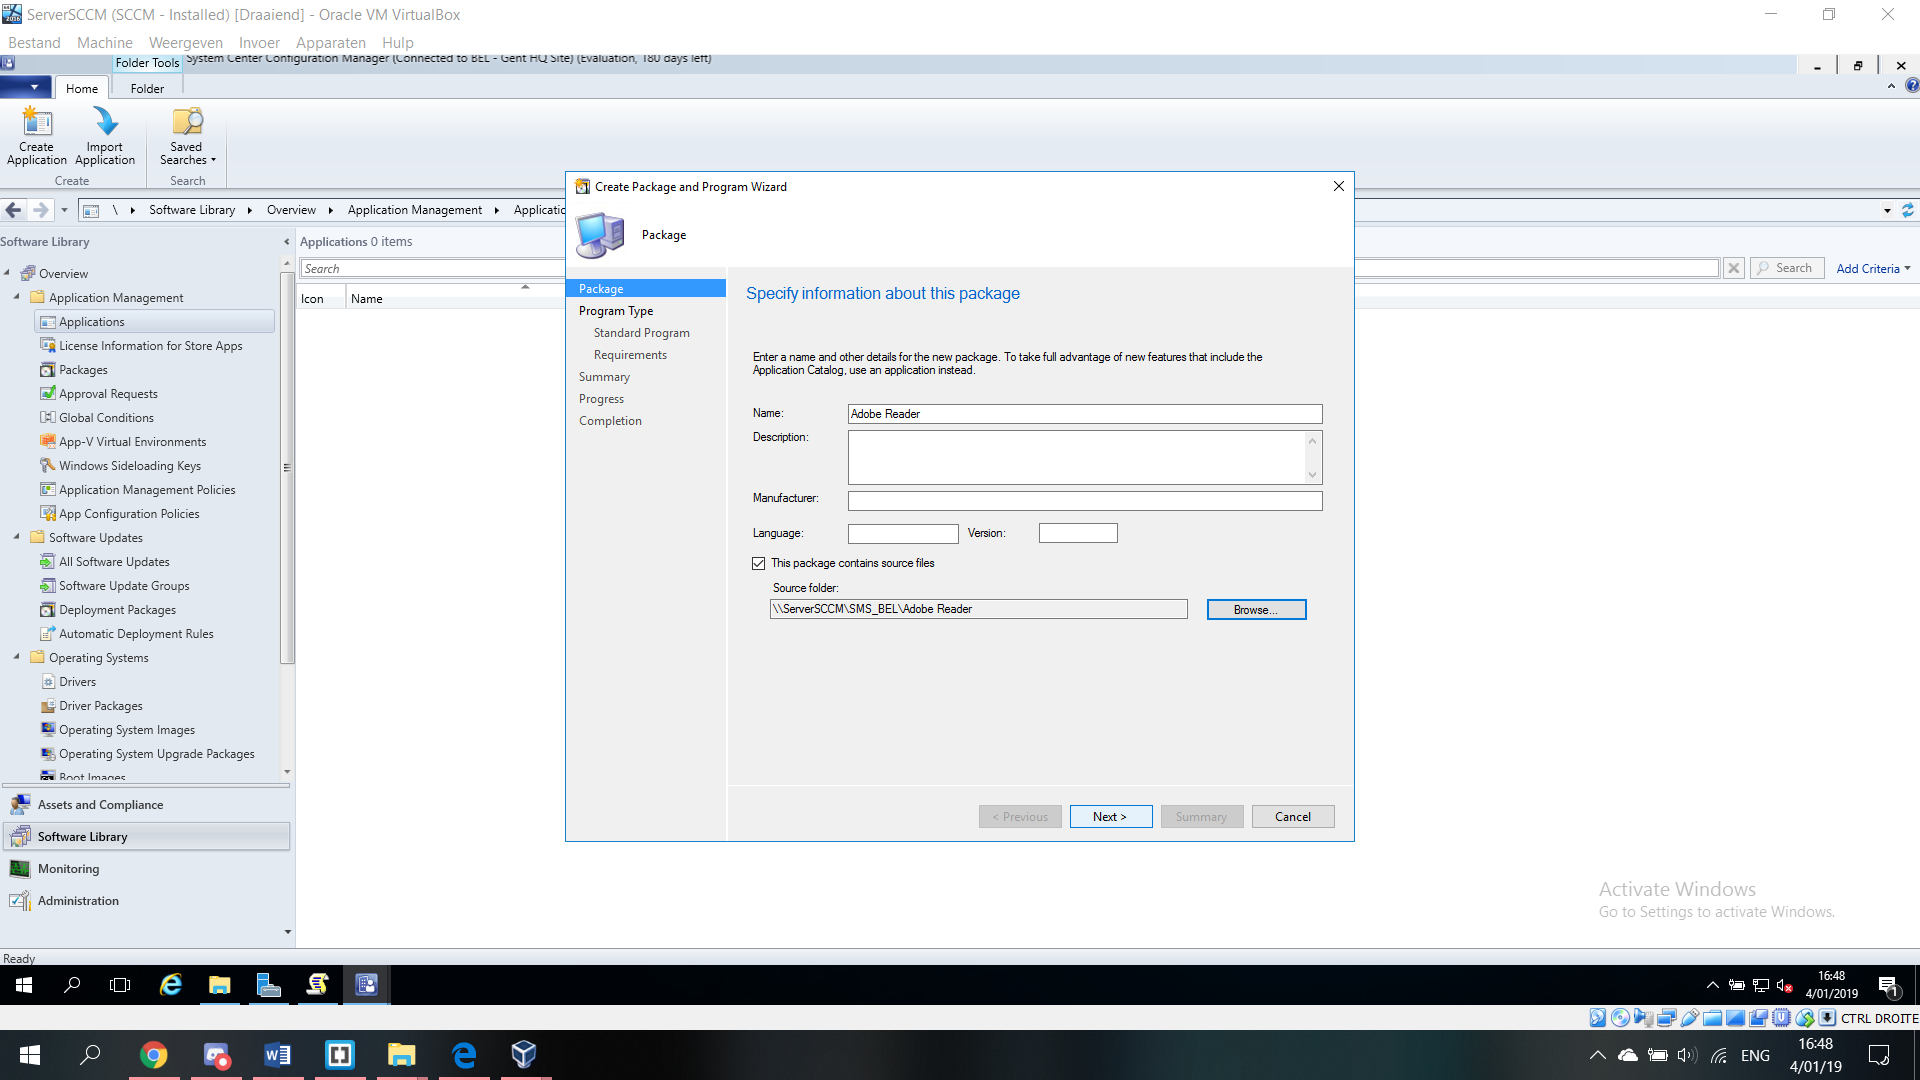 ServerSCCM (SCCM - Installed) [Draaiend] - Oracle VM VirtualBox
Bestand Machine Weergeven Invoer Apparaten Hulp
Folder Tools System Center Configuration Manager (Connected to BEL - Gent HQ Site) (Evaluation, 180 days left)
Home Folder
Create Application
Import Application
Saved Searches
Create Search
\ Software Library Overview Application Management Applicatio
Software Library
Overview
Application Management
Applications
License Information for Store Apps
Packages
Approval Requests
Global Conditions
App-V Virtual Environments
Windows Sideloading Keys
Application Management Policies
App Configuration Policies
Software Updates
All Software Updates
Software Update Groups
Deployment Packages
Automatic Deployment Rules
Operating Systems
Drivers
Driver Packages
Operating System Images
Operating System Upgrade Packages
Boot Images
Assets and Compliance
Software Library
Monitoring
Administration
Ready
Applications 0 items
Search
Search Add Criteria
Icon Name
Create Package and Program Wizard
Package
Package
Program Type
Standard Program
Requirements
Summary
Progress
Completion
Specify information about this package
Enter a name and other details for the new package. To take full advantage of new features that include the
Application Catalog, use an application instead.
Name: Adobe Reader
Description:
Manufacturer:
Language: Version:
This package contains source files
Source folder:
\\ServerSCCM\SMS_BEL\Adobe Reader Browse...
< Previous Next > Summary Cancel
Activate Windows
Go to Settings to activate Windows.
16:48
4/01/2019
1
CTRL DROITE
ENG
16:48
4/01/19